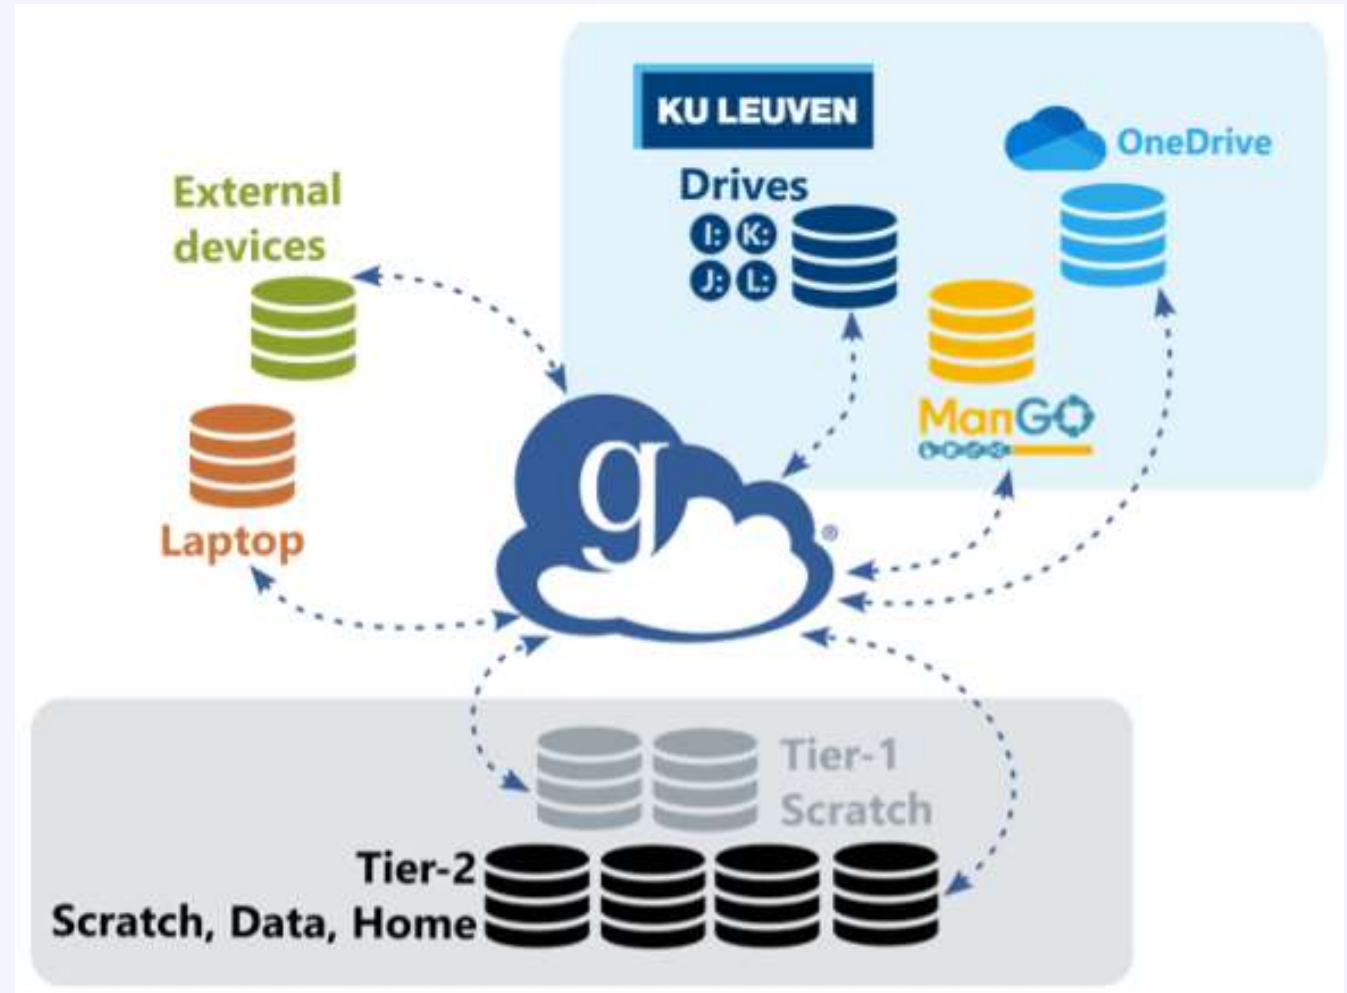 KU LEUVEN
OneDrive
Drives
I: K:
J: L:
External
devices
ManGO
Laptop
g
®
Tier-1
Scratch
Tier-2
Scratch, Data, Home